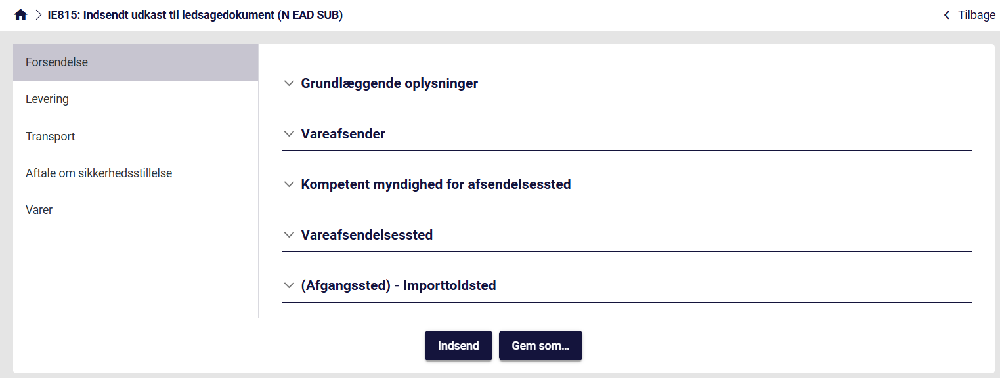 IE815: Indsendt udkast til ledsagedokument (N EAD SUB)
Tilbage
Forsendelse
Levering
Transport
Aftale om sikkerhedsstillelse
Varer
Grundlæggende oplysninger
Vareafsender
Kompetent myndighed for afsendelsessted
Vareafsendelsessted
(Afgangssted) - Importtoldsted
Indsend
Gem som...